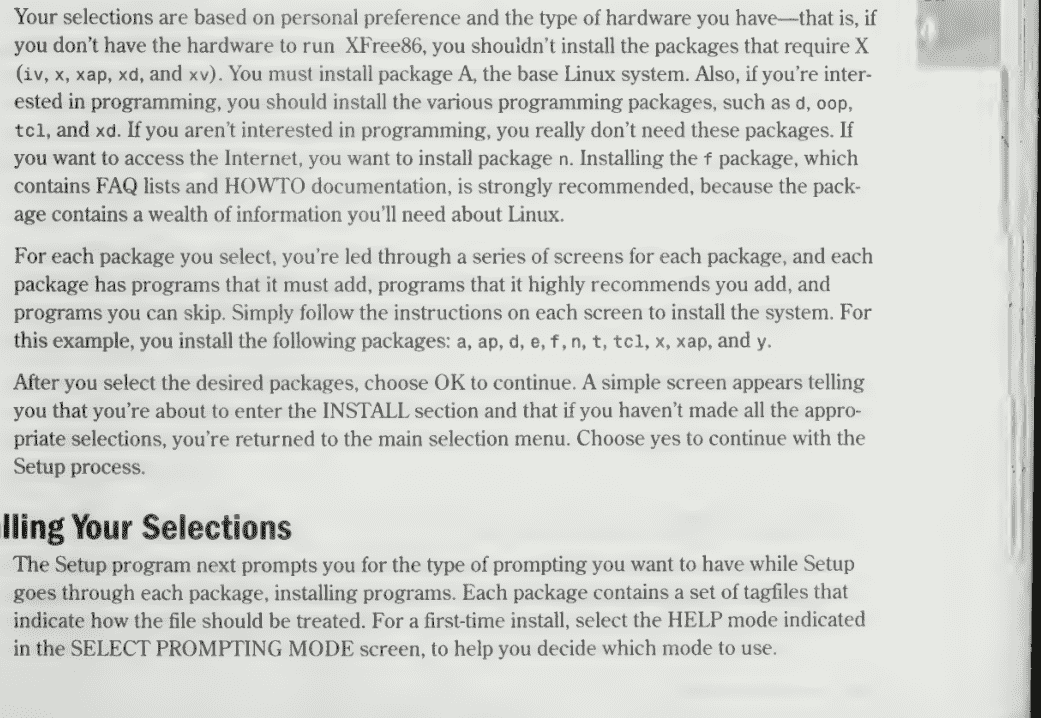 Your selections are based on personal preference and the type of hardware you have—that is, if
you don't have the hardware to run XFree86, you shouldn't install the packages that require X
(iv, x, xap, xd, and xv). You must install package A, the base Linux system. Also, if you're inter-
ested in programming, you should install the various programming packages, such as d, oop,
tcl, and xd. If you aren't interested in programming, you really don't need these packages. If
you want to access the Internet, you want to install package n. Installing the f package, which
contains FAQ lists and HOWTO documentation, is strongly recommended, because the pack-
age contains a wealth of information you'll need about Linux.
For each package you select, you're led through a series of screens for each package, and each
package has programs that it must add, programs that it highly recommends you add, and
programs you can skip. Simply follow the instructions on each screen to install the system. For
this example, you install the following packages: a, ap, d, e, f, n, t, tcl, x, xap, and y.
After you select the desired packages, choose OK to continue. A simple screen appears telling
you that you're about to enter the INSTALL section and that if you haven't made all the appro-
priate selections, you're returned to the main selection menu. Choose yes to continue with the
Setup process.
lling Your Selections
The Setup program next prompts you for the type of prompting you want to have while Setup
goes through each package, installing programs. Each package contains a set of tagfiles that
indicate how the file should be treated. For a first-time install, select the HELP mode indicated
in the SELECT PROMPTING MODE screen, to help you decide which mode to use.